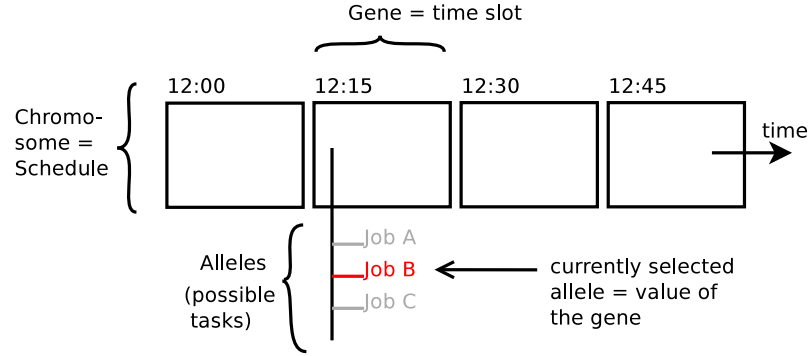 Gene = time slot
12:00
12:15
12:30
12:45
Chromo-
some =
Schedule
time
Alleles
(possible
tasks)
Job A
Job B
Job C
currently selected
allele = value of
the gene